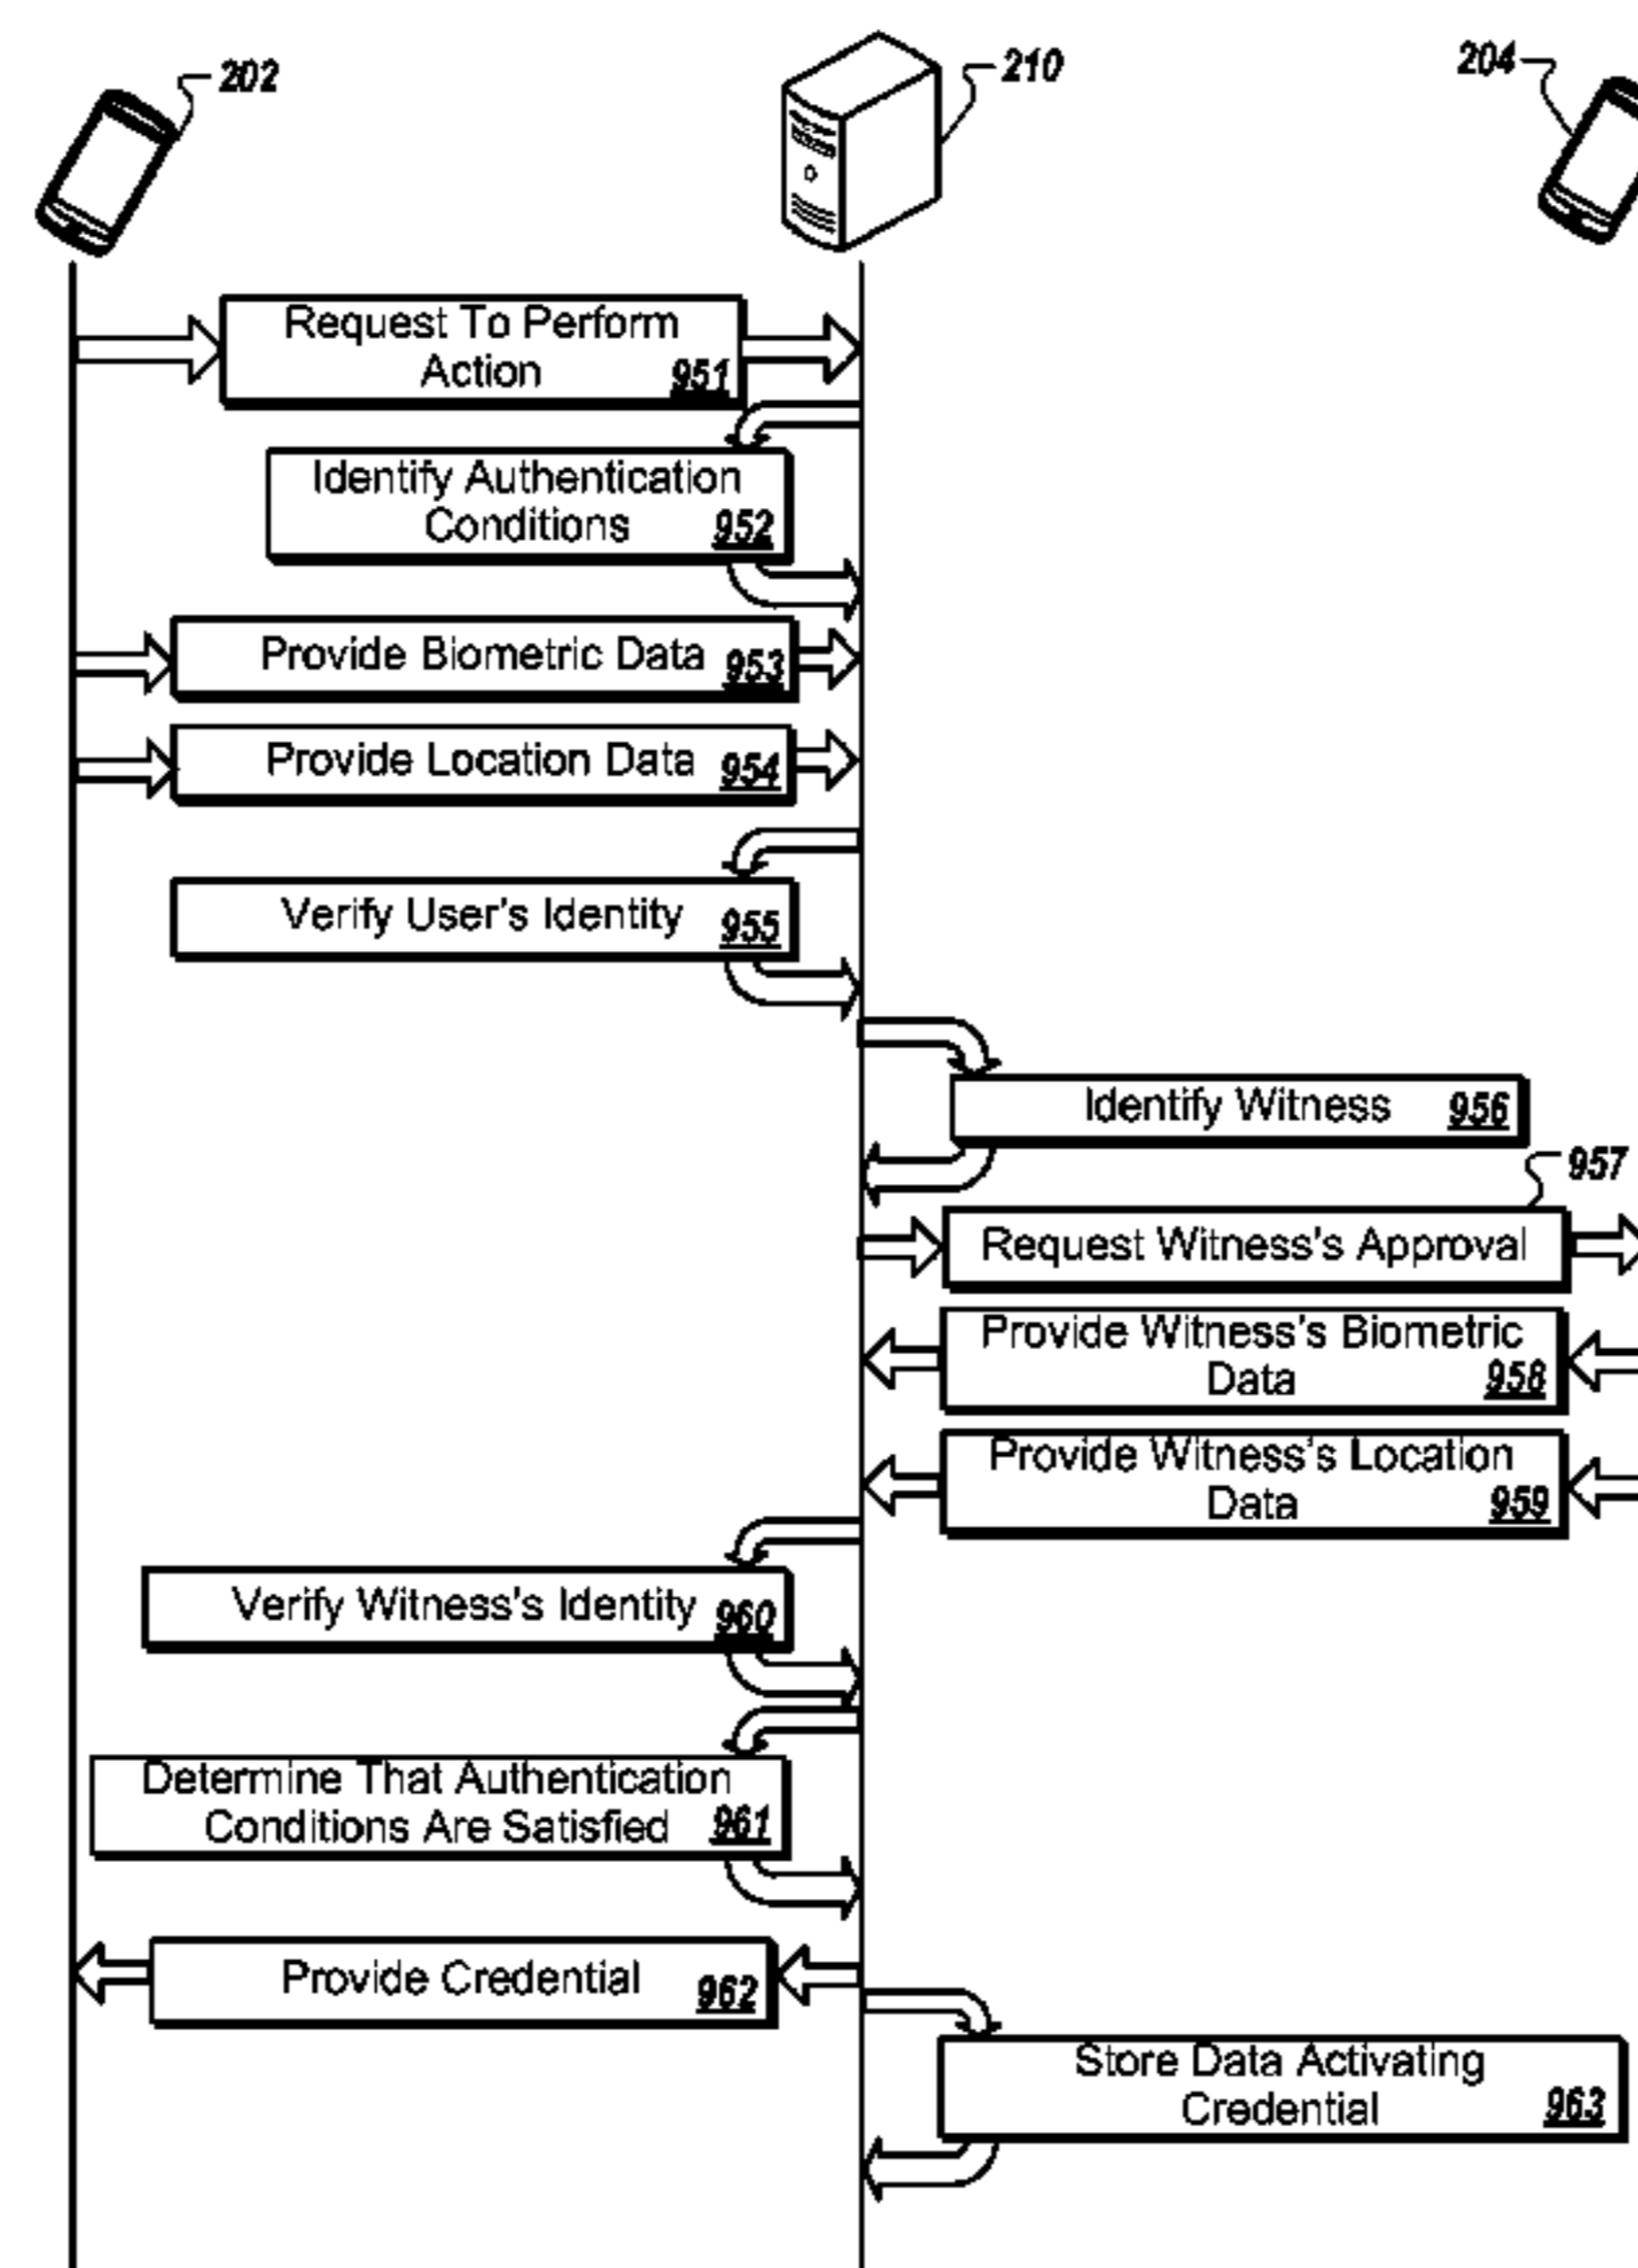 202
210
204
Request To Perform
Action 951
Identify Authentication
Conditions 952
Provide Biometric Data 953
Provide Location Data 954
Verify User's Identity 955
Identify Witness 956
957
Request Witness's Approval
Provide Witness's Biometric
Data 958
Provide Witness's Location
Data 959
Verify Witness's Identity 960
Determine That Authentication
Conditions Are Satisfied 961
Provide Credential 962
Store Data Activating
Credential 963